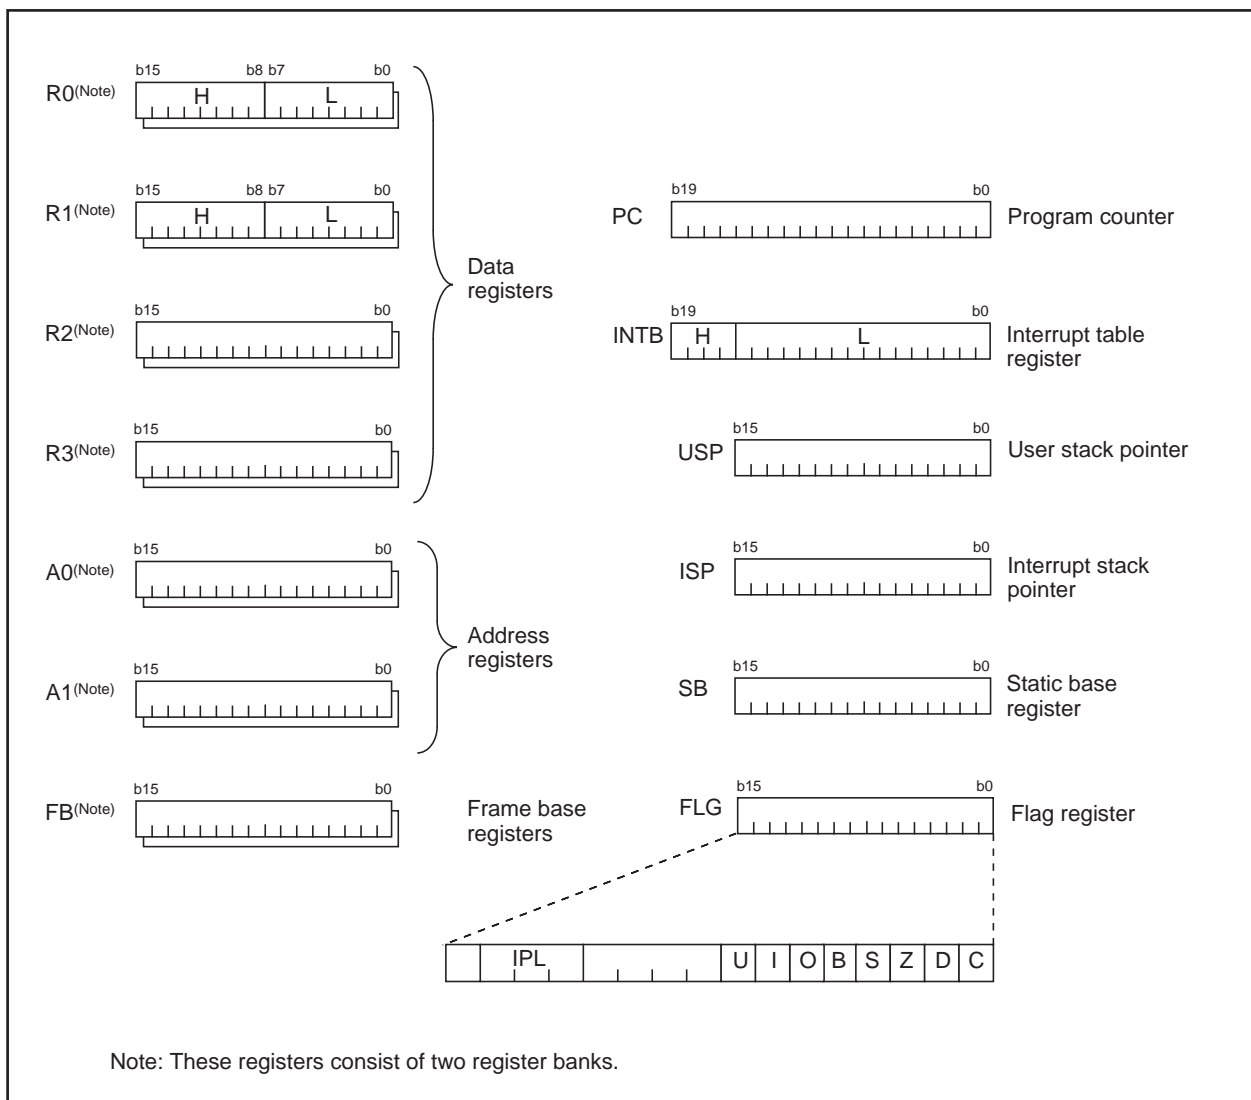 b15 b8 b7 b0
R0(Note) H L
b15 b8 b7 b0
R1(Note) H L
b15 b0
R2(Note)
b15 b0
R3(Note)
Data
registers
b15 b0
A0(Note)
b15 b0
A1(Note)
Address
registers
b15 b0
FB(Note)
Frame base
registers
b19 b0
PC Program counter
b19 b0
INTB H L Interrupt table
register
b15 b0
USP User stack pointer
b15 b0
ISP Interrupt stack
pointer
b15 b0
SB Static base
register
b15 b0
FLG Flag register
IPL U I O B S Z D C
Note: These registers consist of two register banks.